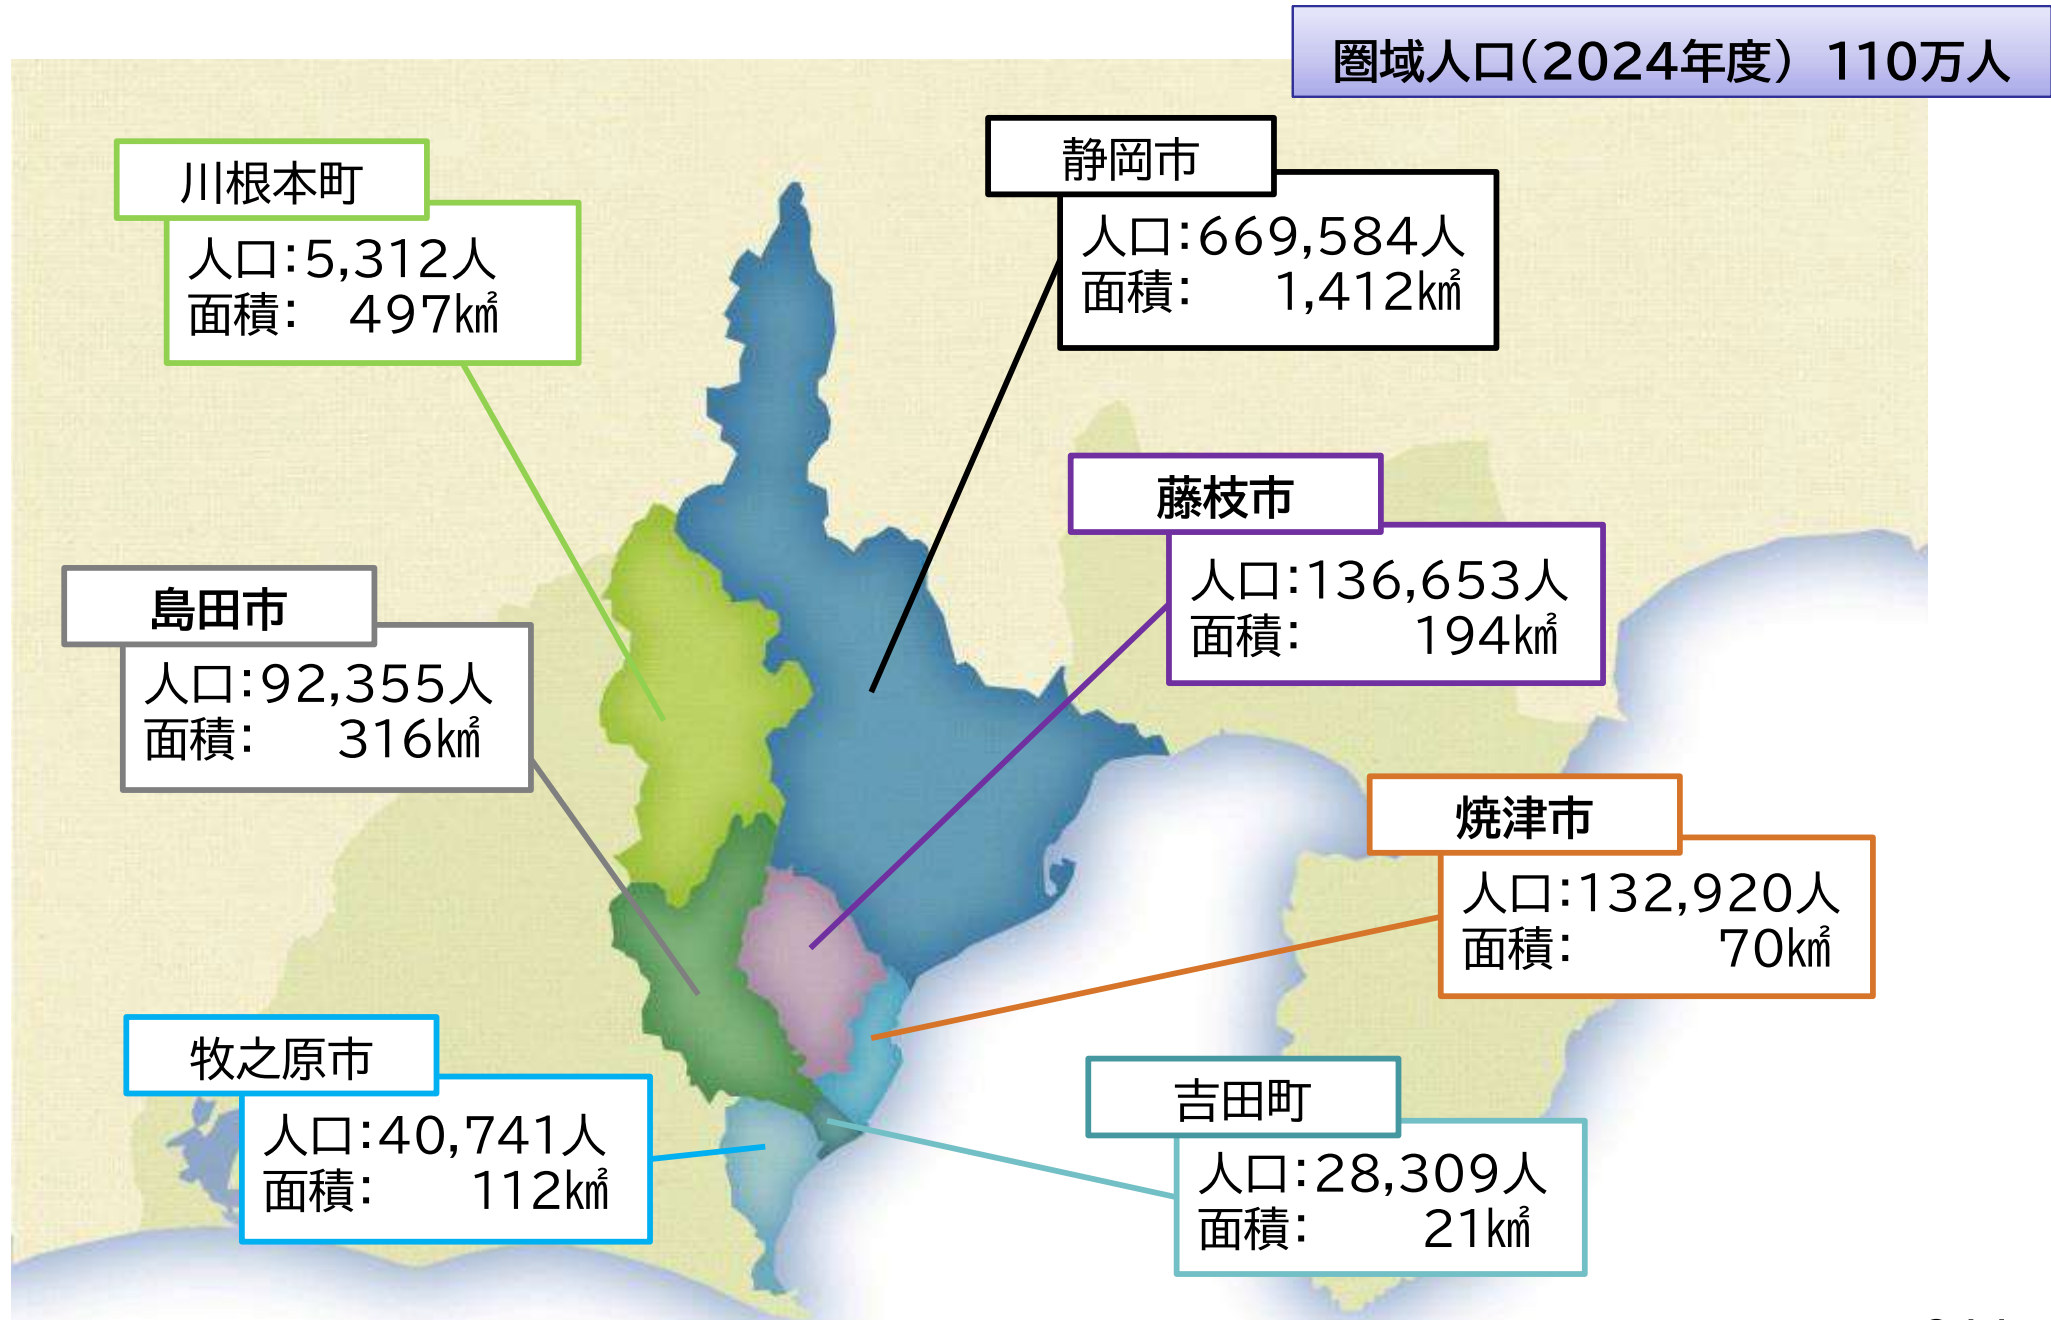 圏域人口(2024年度) 110万人
川根本町
人口:5,312人
面積: 497㎢
静岡市
人口:669,584人
面積: 1,412㎢
藤枝市
人口:136,653人
面積: 194㎢
島田市
人口:92,355人
面積: 316㎢
焼津市
人口:132,920人
面積: 70㎢
牧之原市
人口:40,741人
面積: 112㎢
吉田町
人口:28,309人
面積: 21㎢